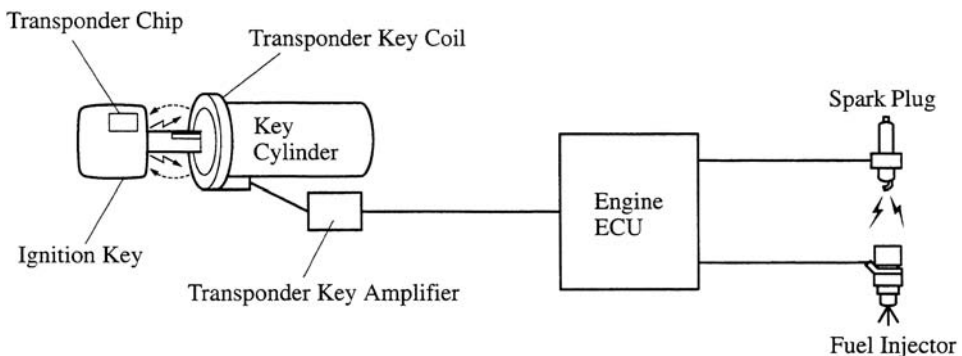 Transponder Chip
Transponder Key Coil
Spark Plug
Key
Cylinder
Engine
ECU
Ignition Key
Transponder Key Amplifier
Fuel Injector